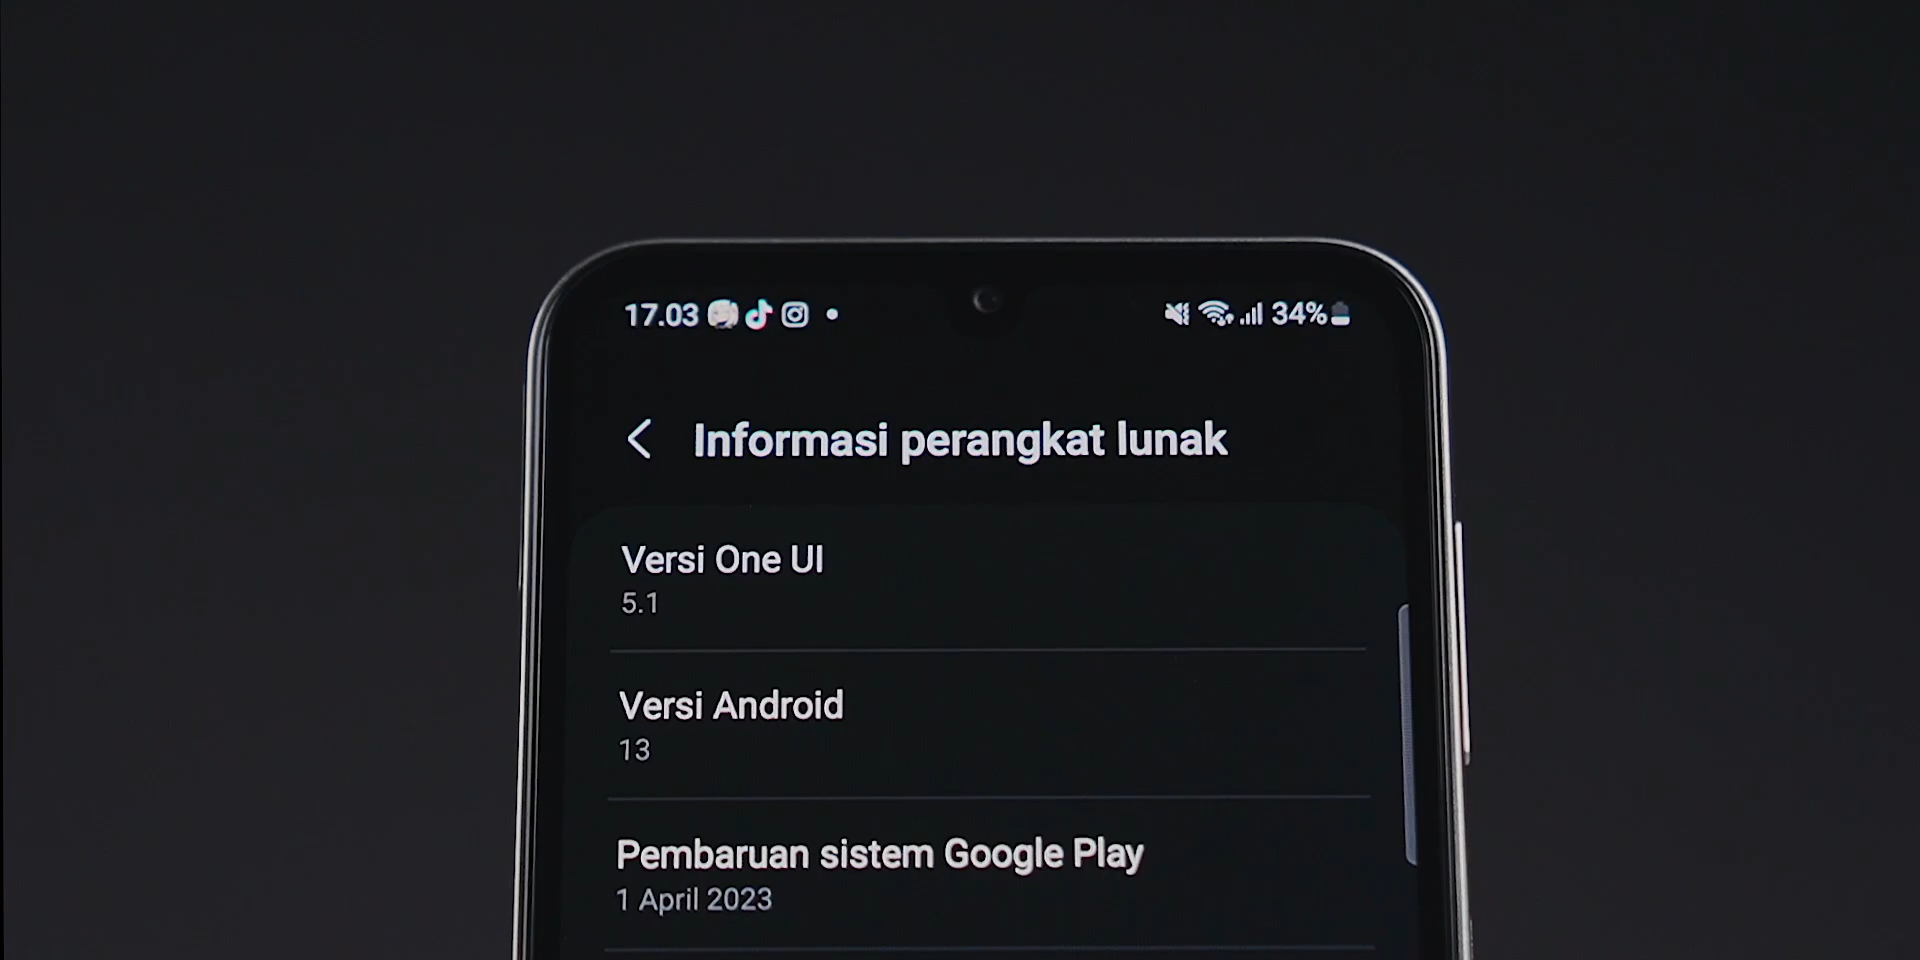 17.03 34%
Informasi perangkat lunak
Versi One UI
5.1
Versi Android
13
Pembaruan sistem Google Play
1 April 2023